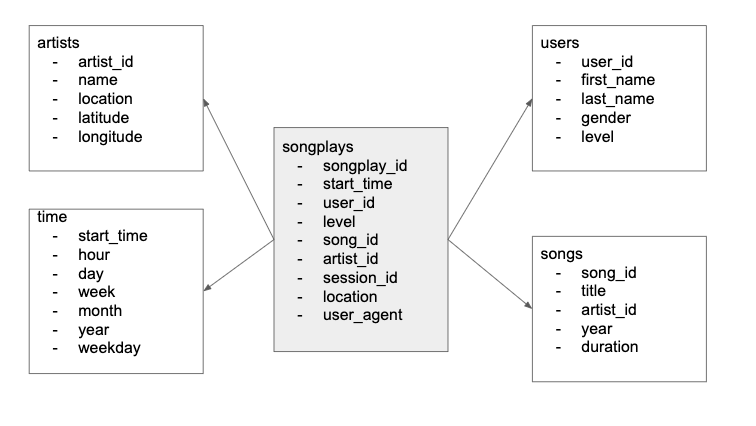 artists
- artist_id
- name
- location
- latitude
- longitude
time
- start_time
- hour
- day
- week
- month
- year
- weekday
songplays
- songplay_id
- start_time
- user_id
- level
- song_id
- artist_id
- session_id
- location
- user_agent
users
- user_id
- first_name
- last_name
- gender
- level
songs
- song_id
- title
- artist_id
- year
- duration